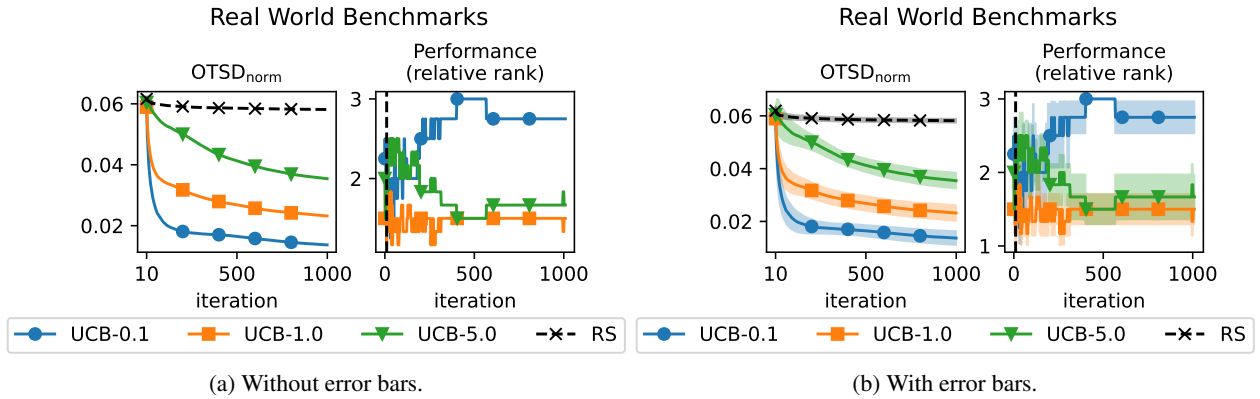 Real World Benchmarks
OTSDnorm
Performance
(relative rank)
0.06
0.04
0.02
10
500
1000
iteration
3
2
0
500
1000
iteration
UCB-0.1
UCB-1.0
UCB-5.0
RS
(a) Without error bars.
Real World Benchmarks
OTSDnorm
Performance
(relative rank)
0.06
0.04
0.02
10
500
1000
iteration
3
2
1
0
500
1000
iteration
UCB-0.1
UCB-1.0
UCB-5.0
RS
(b) With error bars.